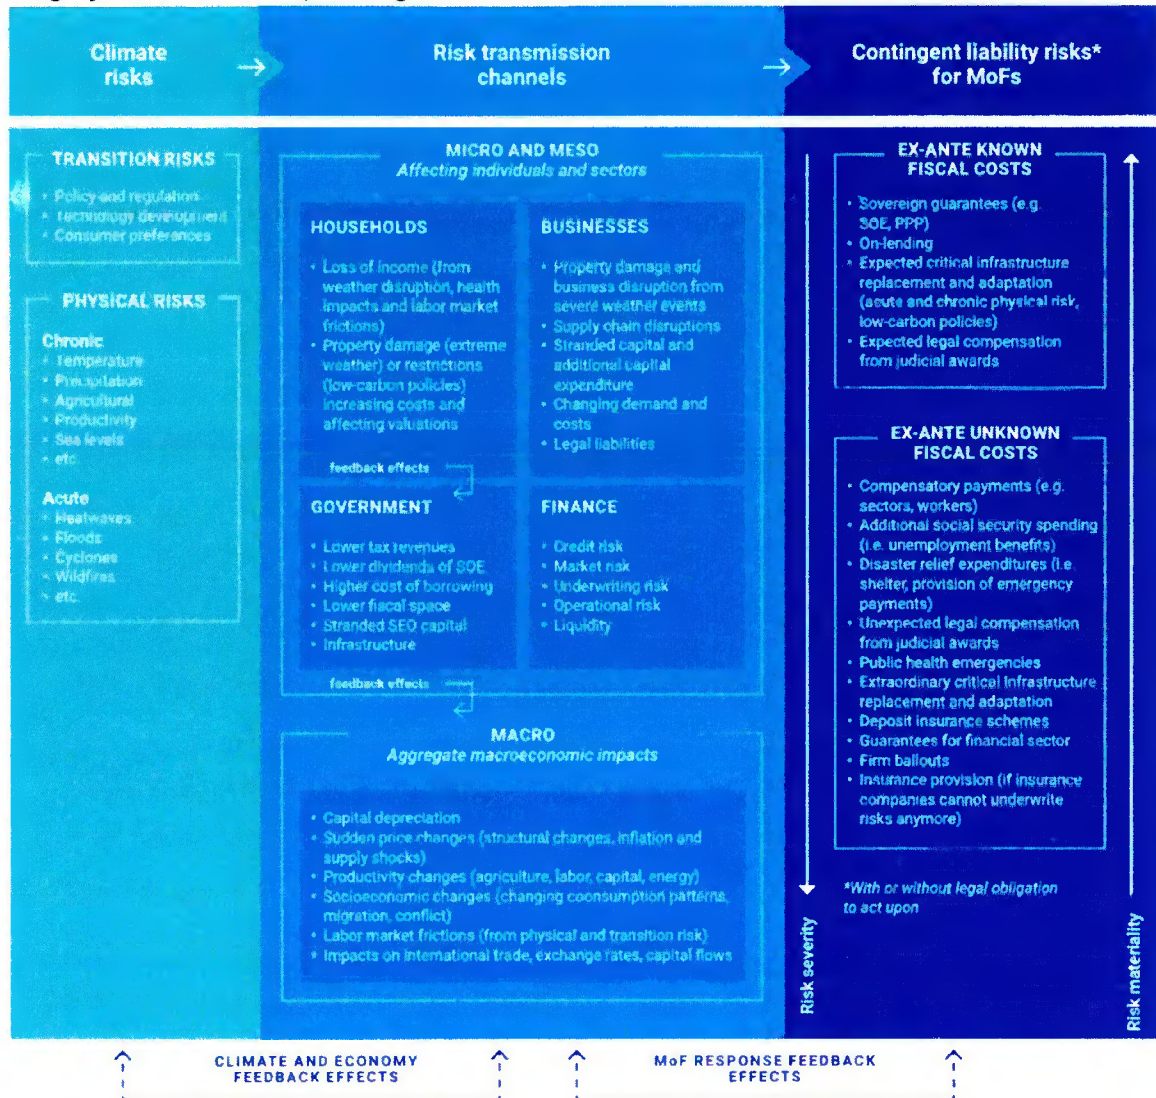 Climate
risks
Risk transmission
channels
Contingent liability risks*
for MoFs
TRANSITION RISKS
• Policy and regulation
• Technology development
• Consumer preferences
PHYSICAL RISKS
Chronic
• Temperature
• Precipitation
• Agricultural
• Productivity
• Sea levels
• etc.
Acute
• Heatwaves
• Floods
• Cyclones
• Wildfires
• etc.
MICRO AND MESO
Affecting individuals and sectors
HOUSEHOLDS
• Loss of income (from
weather disruption, health
impacts and labor market
frictions)
• Property damage (extreme
weather) or restrictions
(low-carbon policies)
increasing costs and
affecting valuations
BUSINESSES
• Property damage and
business disruption from
severe weather events
• Supply chain disruptions
• Stranded capital and
additional capital
expenditure
• Changing demand and
costs
• Legal liabilities
feedback effects
GOVERNMENT
• Lower tax revenues
• Lower dividends of SOE
• Higher cost of borrowing
• Lower fiscal space
• Stranded SEO capital
• Infrastructure
FINANCE
• Credit risk
• Market risk
• Underwriting risk
• Operational risk
• Liquidity
feedback effects
MACRO
Aggregate macroeconomic impacts
• Capital depreciation
• Sudden price changes (structural changes, inflation and
supply shocks)
• Productivity changes (agriculture, labor, capital, energy)
• Socioeconomic changes (changing coonsumption patterns,
migration, conflict)
• Labor market frictions (from physical and transition risk)
• Impacts on international trade, exchange rates, capital flows
EX-ANTE KNOWN
FISCAL COSTS
• Sovereign guarantees (e.g.
SOE, PPP)
• On-lending
• Expected critical infrastructure
replacement and adaptation
(acute and chronic physical risk,
low-carbon policies)
• Expected legal compensation
from judicial awards
EX-ANTE UNKNOWN
FISCAL COSTS
• Compensatory payments (e.g.
sectors, workers)
• Additional social security spending
(i.e. unemployment benefits)
• Disaster relief expenditures (i.e.
shelter, provision of emergency
payments)
• Unexpected legal compensation
from judicial awards
• Public health emergencies
• Extraordinary critical infrastructure
replacement and adaptation
• Deposit insurance schemes
• Guarantees for financial sector
• Firm bailouts
• Insurance provision (if insurance
companies cannot underwrite
risks anymore)
*With or without legal obligation
to act upon
Risk severity
Risk materiality
CLIMATE AND ECONOMY
FEEDBACK EFFECTS
MoF RESPONSE FEEDBACK
EFFECTS